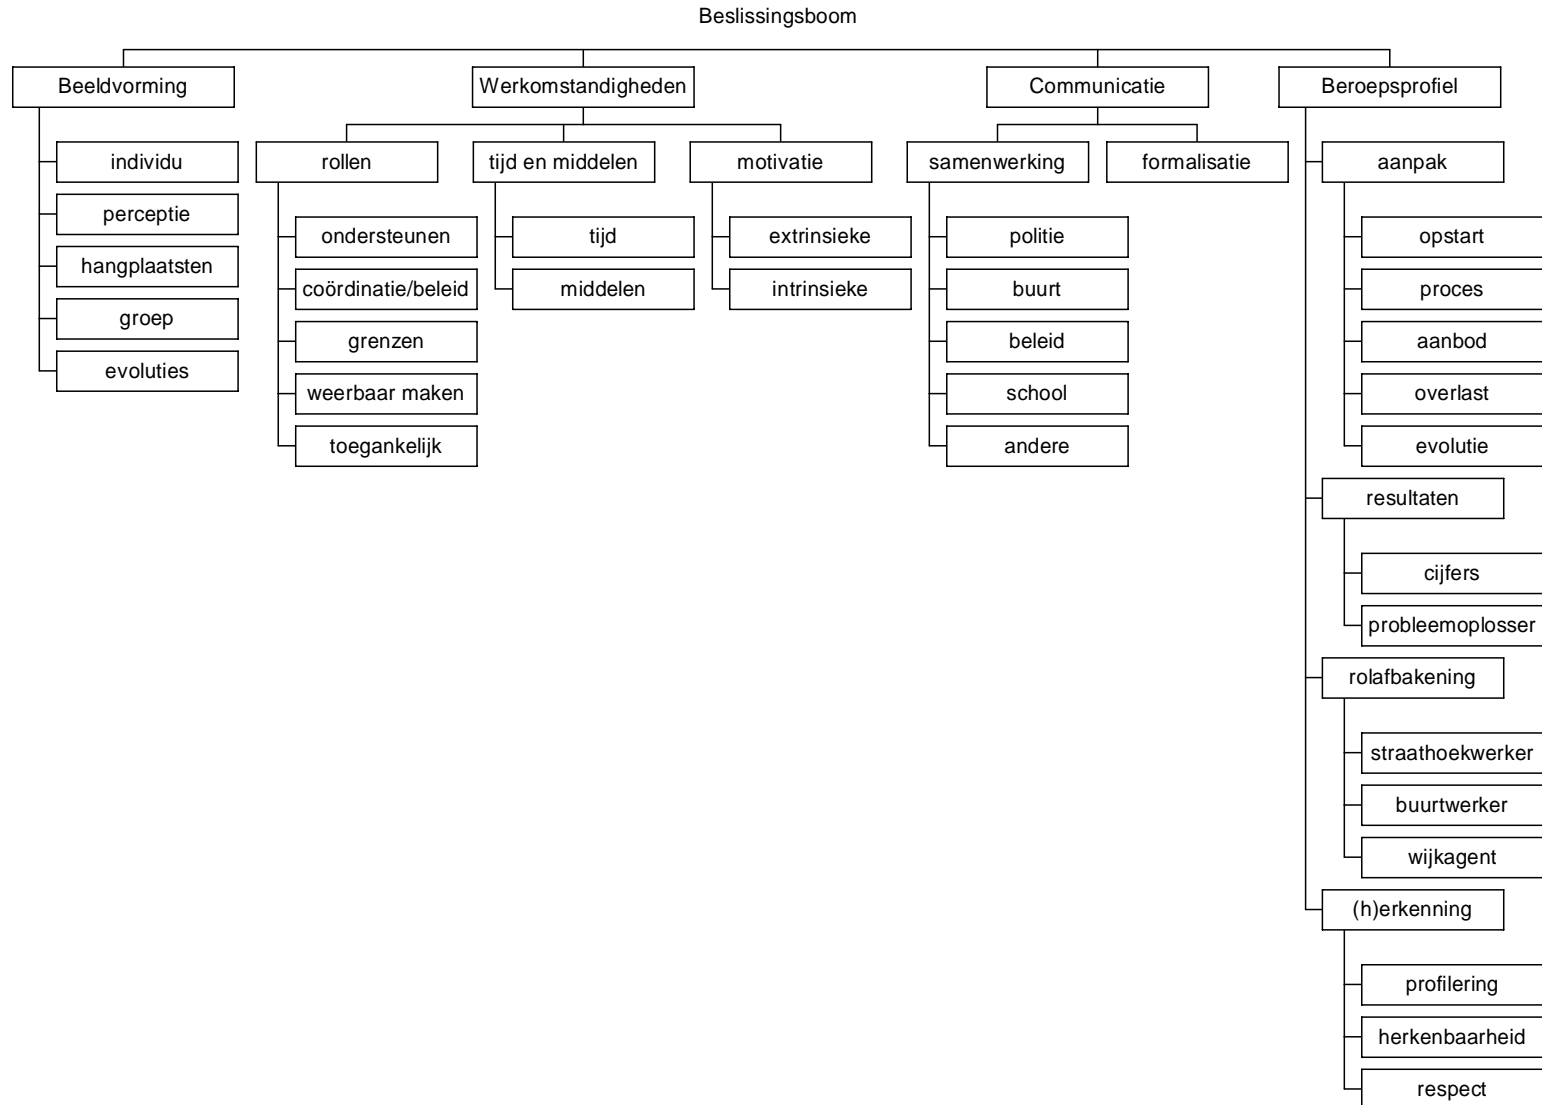 Beslissingsboom
Beeldvorming
individu
perceptie
hangplaatsten
groep
evoluties
Werkomstandigheden
rollen
ondersteunen
coördinatie/beleid
grenzen
weerbaar maken
toegankelijk
tijd en middelen
tijd
middelen
motivatie
extrinsieke
intrinsieke
Communicatie
samenwerking
politie
buurt
beleid
school
andere
formalisatie
Beroepsprofiel
aanpak
opstart
proces
aanbod
overlast
evolutie
resultaten
cijfers
probleemoplosser
rolafbakening
straathoekwerker
buurtwerker
wijkagent
(h)erkenning
profilering
herkenbaarheid
respect